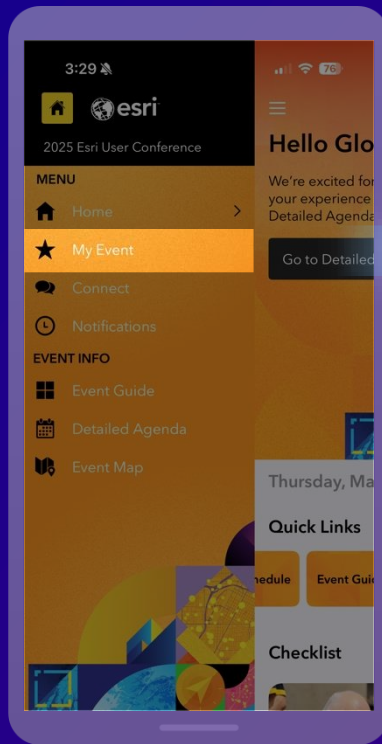 3:29
76
esri
2025 Esri User Conference
MENU
Home
My Event
Connect
Notifications
EVENT INFO
Event Guide
Detailed Agenda
Event Map
Hello Glo
We're excited for
your experience
Detailed Agenda
Go to Detailed
Thursday, Ma
Quick Links
hedule
Event Guid
Checklist